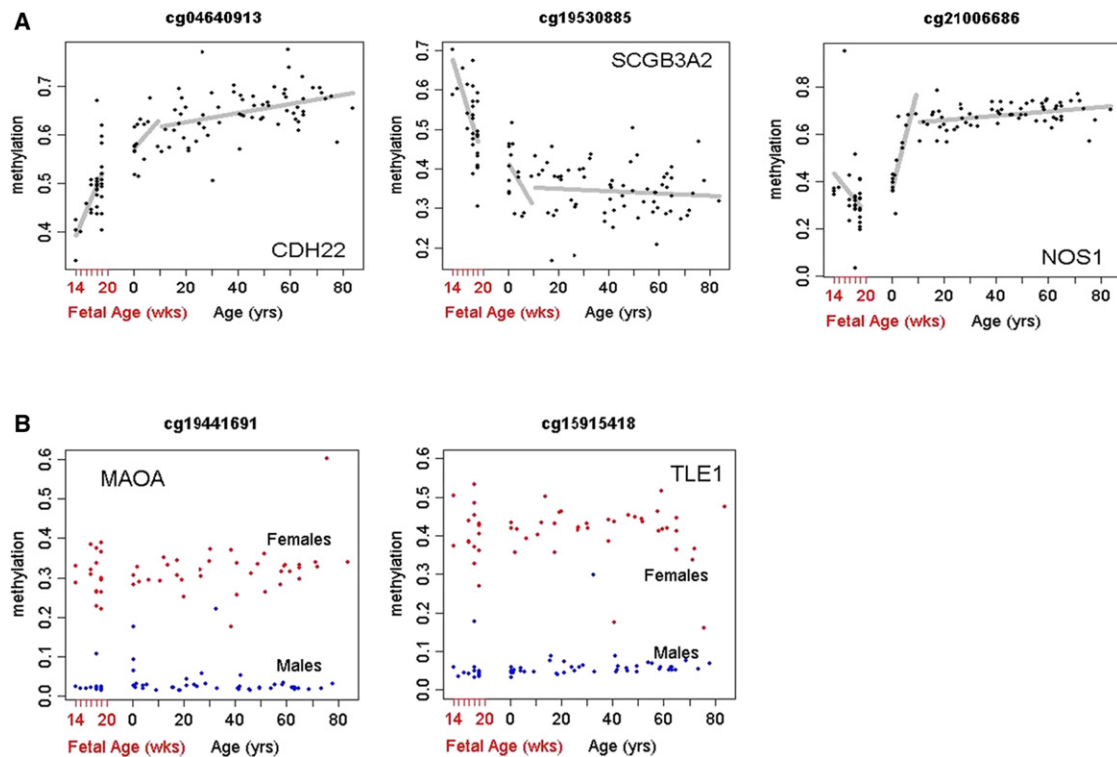 A
cg04640913
cg19530885
cg21006686
methylation
0.4 0.5 0.6 0.7
CDH22
14 20 0 20 40 60 80
Fetal Age (wks) Age (yrs)
methylation
0.2 0.3 0.4 0.5 0.6 0.7
SCGB3A2
14 20 0 20 40 60 80
Fetal Age (wks) Age (yrs)
methylation
0.0 0.2 0.4 0.6 0.8
NOS1
14 20 0 20 40 60 80
Fetal Age (wks) Age (yrs)
B
cg19441691
cg15915418
methylation
0.0 0.1 0.2 0.3 0.4 0.5 0.6
MAOA
Females
Males
14 20 0 20 40 60 80
Fetal Age (wks) Age (yrs)
methylation
0.0 0.1 0.2 0.3 0.4 0.5 0.6
TLE1
Females
Males
14 20 0 20 40 60 80
Fetal Age (wks) Age (yrs)